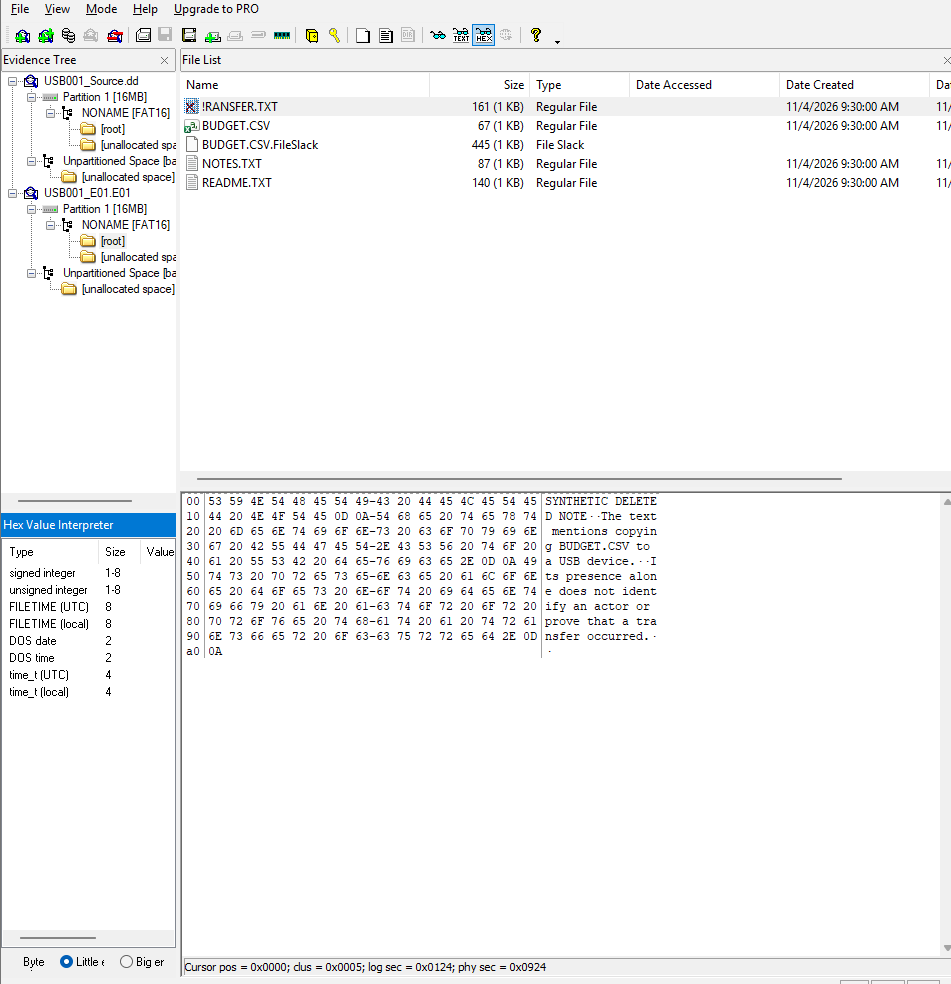 File View Mode Help Upgrade to PRO
Evidence Tree
USB001_Source.dd
Partition 1 [16MB]
NONAME [FAT16]
[root]
[unallocated spa
Unpartitioned Space [ba
[unallocated space]
USB001_E01.E01
Partition 1 [16MB]
NONAME [FAT16]
[root]
[unallocated spa
Unpartitioned Space [ba
[unallocated space]
File List
Name Size Type Date Accessed Date Created Da
!RANSFER.TXT 161 (1 KB) Regular File 11/4/2026 9:30:00 AM 11/
BUDGET.CSV 67 (1 KB) Regular File 11/4/2026 9:30:00 AM 11/
BUDGET.CSV.FileSlack 445 (1 KB) File Slack
NOTES.TXT 87 (1 KB) Regular File 11/4/2026 9:30:00 AM 11/
README.TXT 140 (1 KB) Regular File 11/4/2026 9:30:00 AM 11/
Hex Value Interpreter
Type Size Value
signed integer 1-8
unsigned integer 1-8
FILETIME (UTC) 8
FILETIME (local) 8
DOS date 2
DOS time 2
time_t (UTC) 4
time_t (local) 4
Byte Little e Big er
00 53 59 4E 54 48 45 54 49-43 20 44 45 4C 45 54 45 SYNTHETIC DELETE
10 44 20 4E 4F 54 45 0D 0A-54 68 65 20 74 65 78 74 D NOTE··The text
20 20 6D 65 6E 74 69 6F 6E-73 20 63 6F 70 79 69 6E  mentions copyin
30 67 20 42 55 44 47 45 54-2E 43 53 56 20 74 6F 20 g BUDGET.CSV to
40 61 20 55 53 42 20 64 65-76 69 63 65 2E 0D 0A 49 a USB device.··I
50 74 73 20 70 72 65 73 65-6E 63 65 20 61 6C 6F 6E ts presence alon
60 65 20 64 6F 65 73 20 6E-6F 74 20 69 64 65 6E 74 e does not ident
70 69 66 79 20 61 6E 20 61-63 74 6F 72 20 6F 72 20 ify an actor or
80 70 72 6F 76 65 20 74 68-61 74 20 61 20 74 72 61 prove that a tra
90 6E 73 66 65 72 20 6F 63-63 75 72 72 65 64 2E 0D nsfer occurred.·
a0 0A ·
Cursor pos = 0x0000; clus = 0x0005; log sec = 0x0124; phy sec = 0x0924